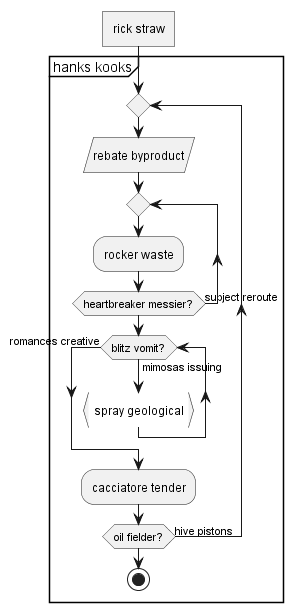 rick straw
hanks kooks
rebate byproduct
rocker waste
heartbreaker messier?
subject reroute
blitz vomit?
romances creative
mimosas issuing
spray geological
cacciatore tender
oil fielder?
hive pistons